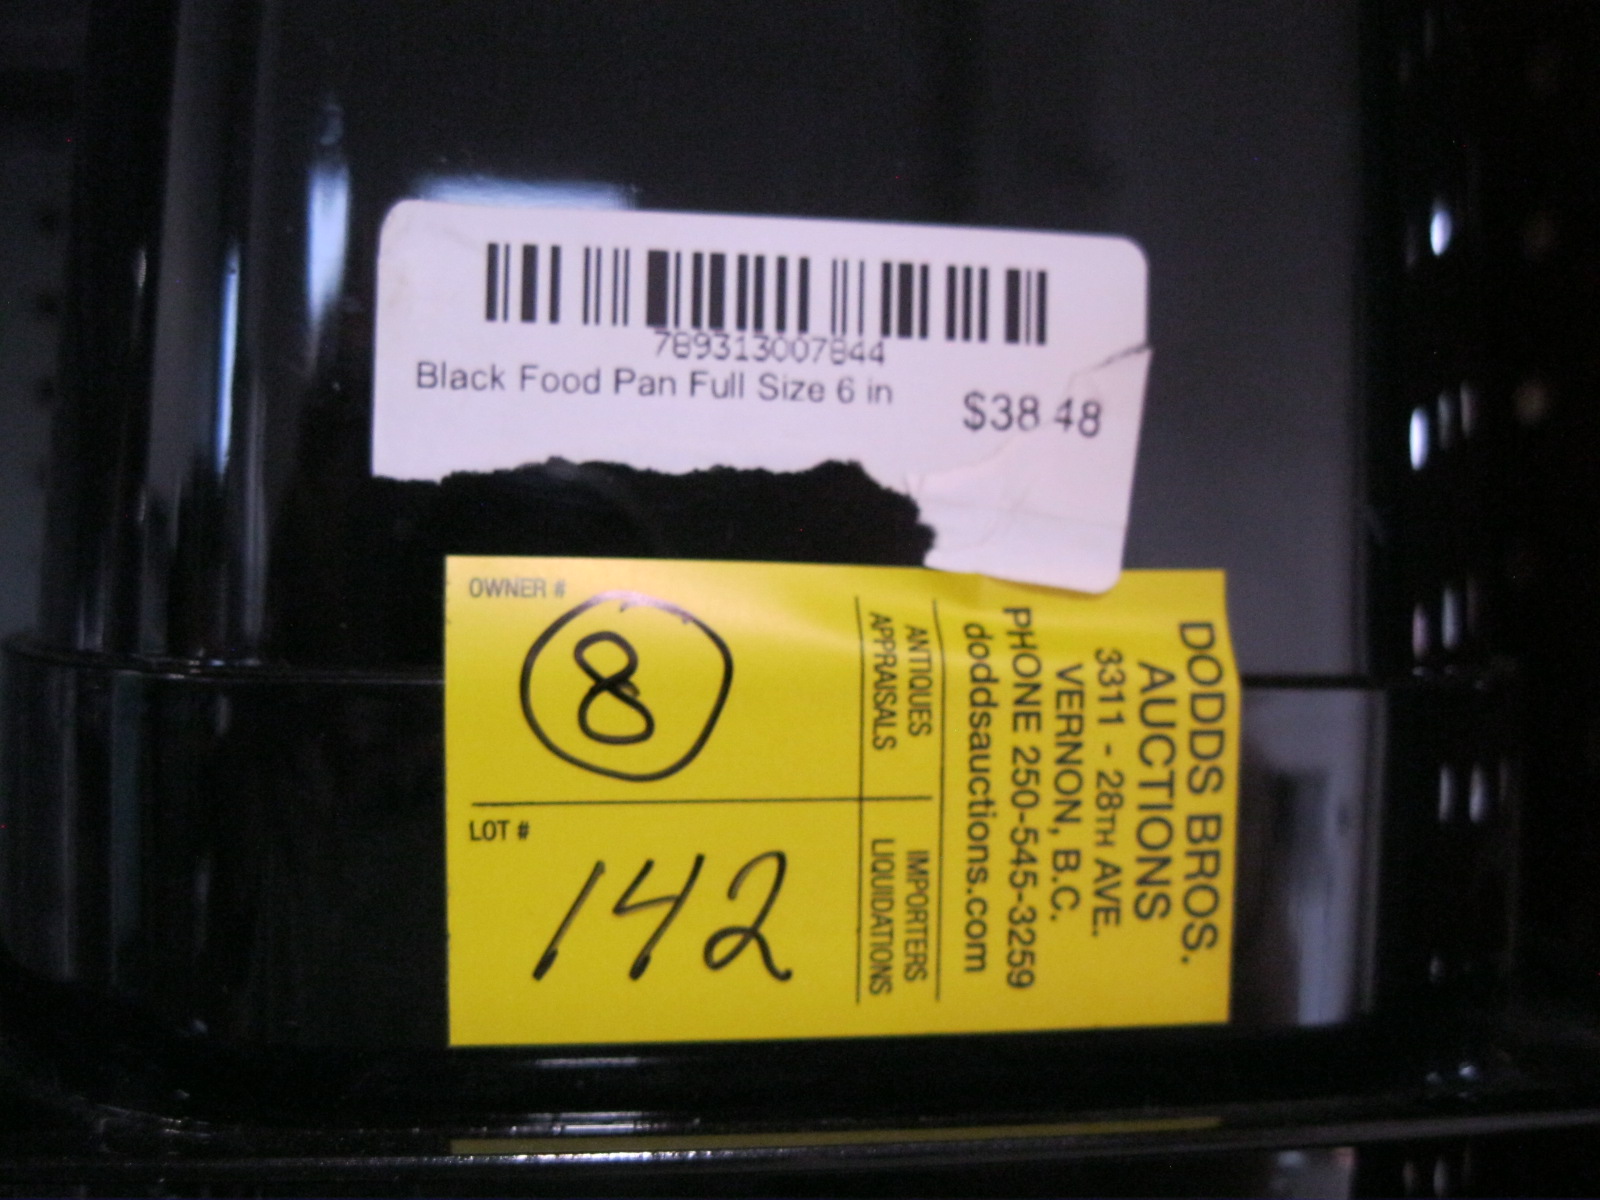 789313007844
Black Food Pan Full Size 6 in
$38.48
OWNER #
8
LOT #
142
DODDS BROS.
AUCTIONS
3311 - 28TH AVE.
VERNON, B.C.
PHONE 250-545-3259
doddsauctions.com
ANTIQUES IMPORTERS
APPRAISALS LIQUIDATIONS